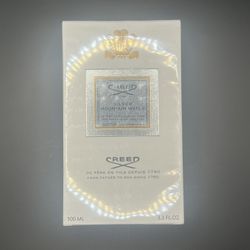 CREED
SILVER
MOUNTAIN WATER
CREED
DE PÈRE EN FILS DEPUIS 1760
FROM FATHER TO SON SINCE 1760
100 ML
3.3 FL.OZ